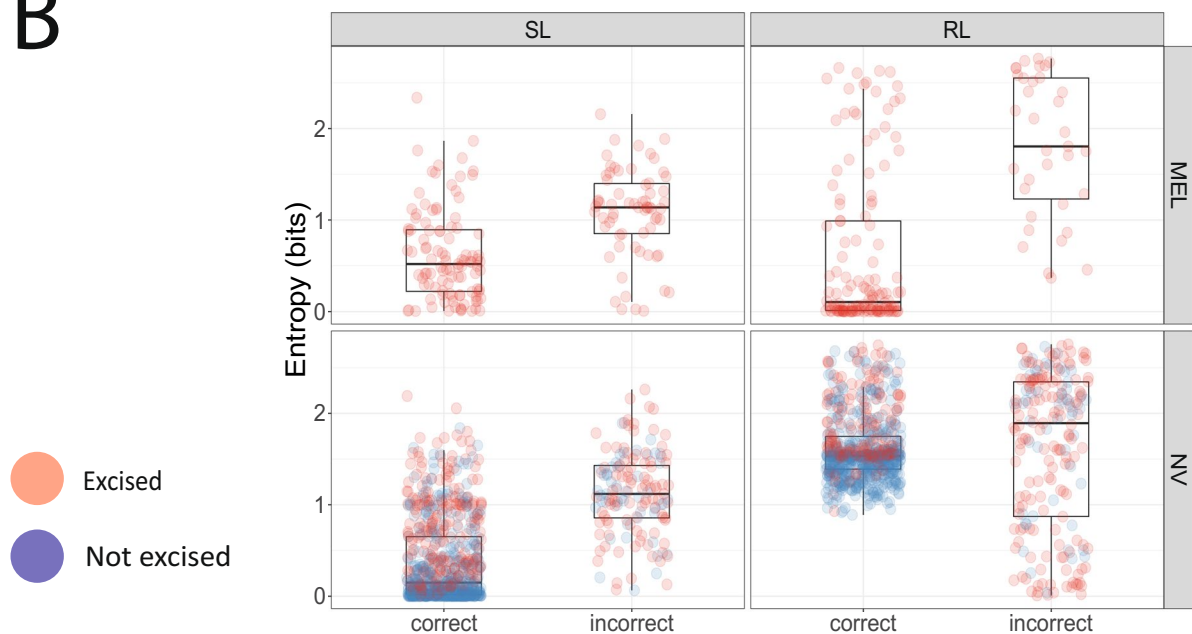 B
SL RL
Entropy (bits)
2
1
0
MEL
2
1
0
NV
Excised
Not excised
correct incorrect correct incorrect